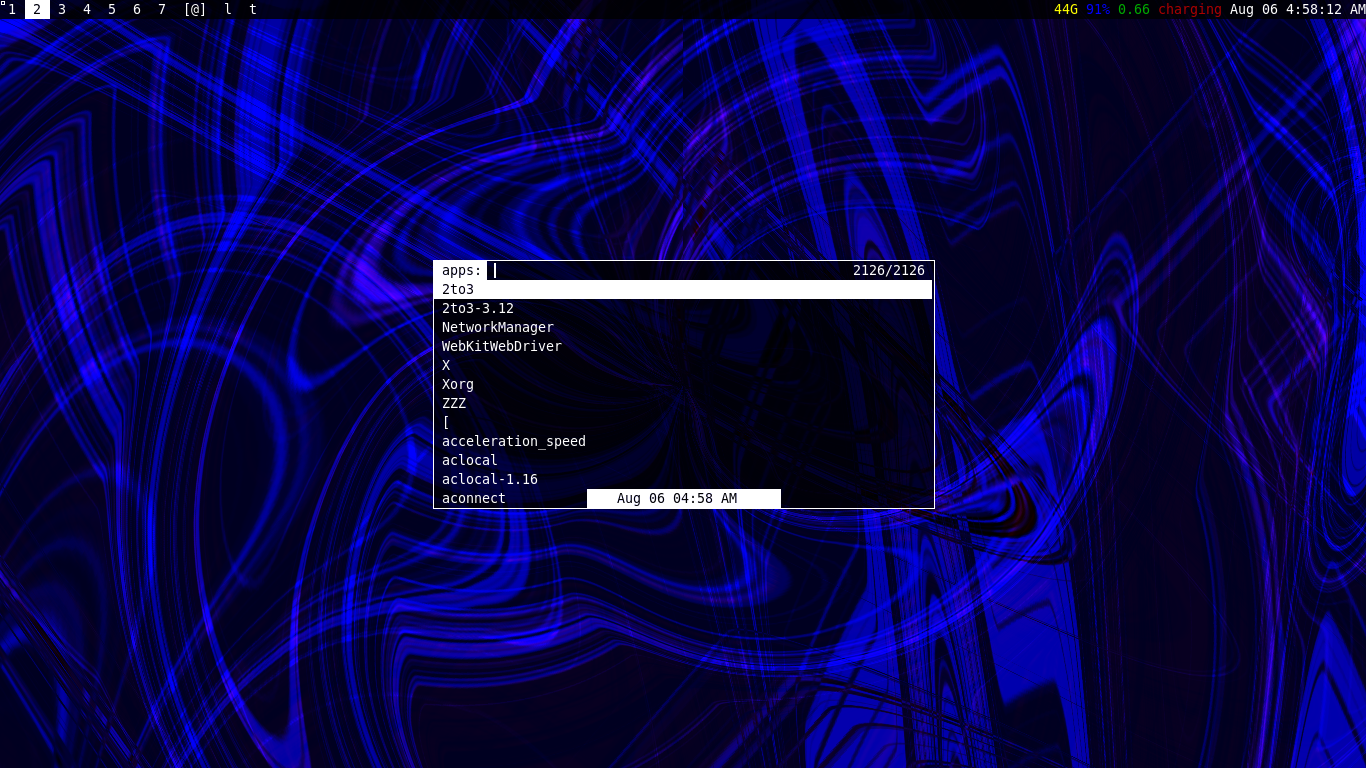 1 2 3 4 5 6 7 [@] l t 44G 91% 0.66 charging Aug 06 4:58:12 AM
apps: 2126/2126
2to3
2to3-3.12
NetworkManager
WebKitWebDriver
X
Xorg
ZZZ
[
acceleration_speed
aclocal
aclocal-1.16
aconnect
Aug 06 04:58 AM